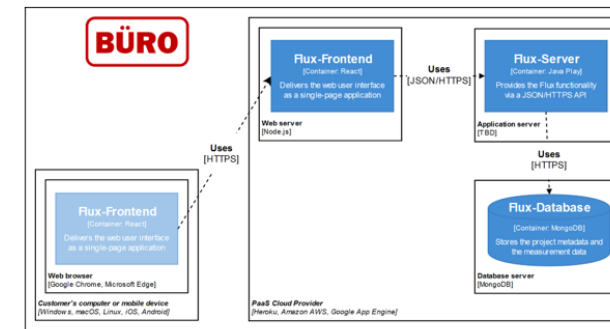 BÜRO
Flux-Frontend
[Container: React]
Delivers the web user interface
as a single-page application
Web server
[Node.js]
Uses
[JSON/HTTPS]
Flux-Server
[Container: Java Play]
Provides the Flux functionality
via a JSON/HTTPS API
Application server
[TBD]
Uses
[HTTPS]
Uses
[HTTPS]
Flux-Frontend
[Container: React]
Delivers the web user interface
as a single-page application
Web browser
[Google Chrome, Microsoft Edge]
Customer's computer or mobile device
[Windows, macOS, Linux, iOS, Android]
Flux-Database
[Container: MongoDB]
Stores the project metadata and
the measurement data
Database server
[MongoDB]
PaaS Cloud Provider
[Heroku, Amazon AWS, Google App Engine]